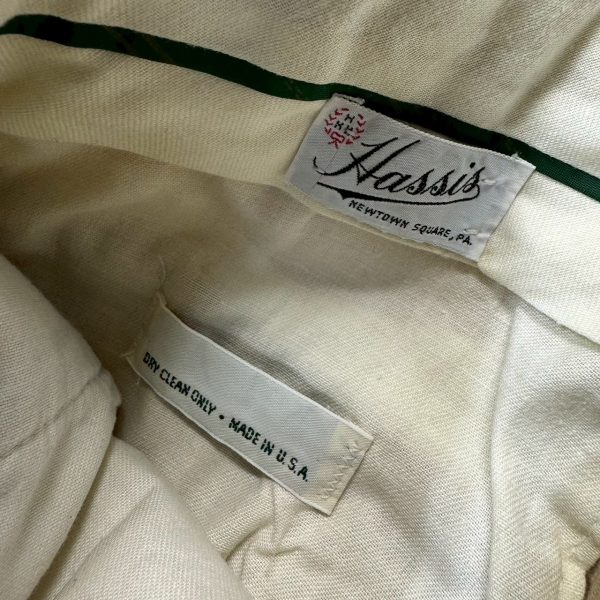 Hassis
NEWTOWN SQUARE, PA.
DRY CLEAN ONLY • MADE IN U.S.A.